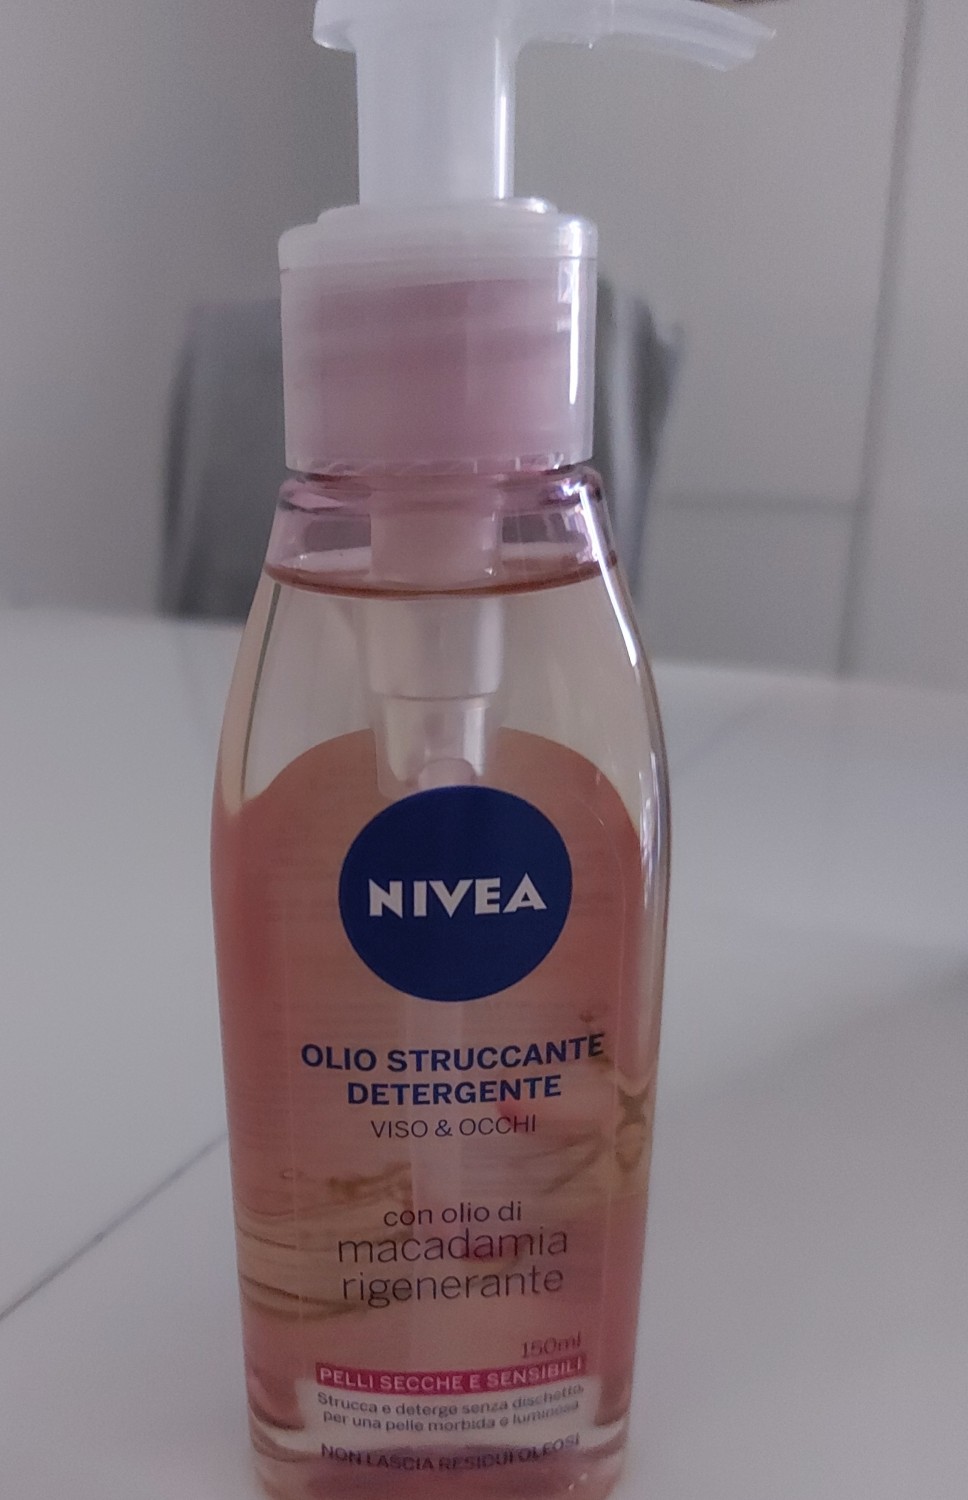 NIVEA
OLIO STRUCCANTE
DETERGENTE
VISO & OCCHI
con olio di
macadamia
rigenerante
150ml
PELLI SECCHE E SENSIBILI
Strucca e deterge senza dischetto,
per una pelle morbida e luminosa
NON LASCIA RESIDUI OLEOSI